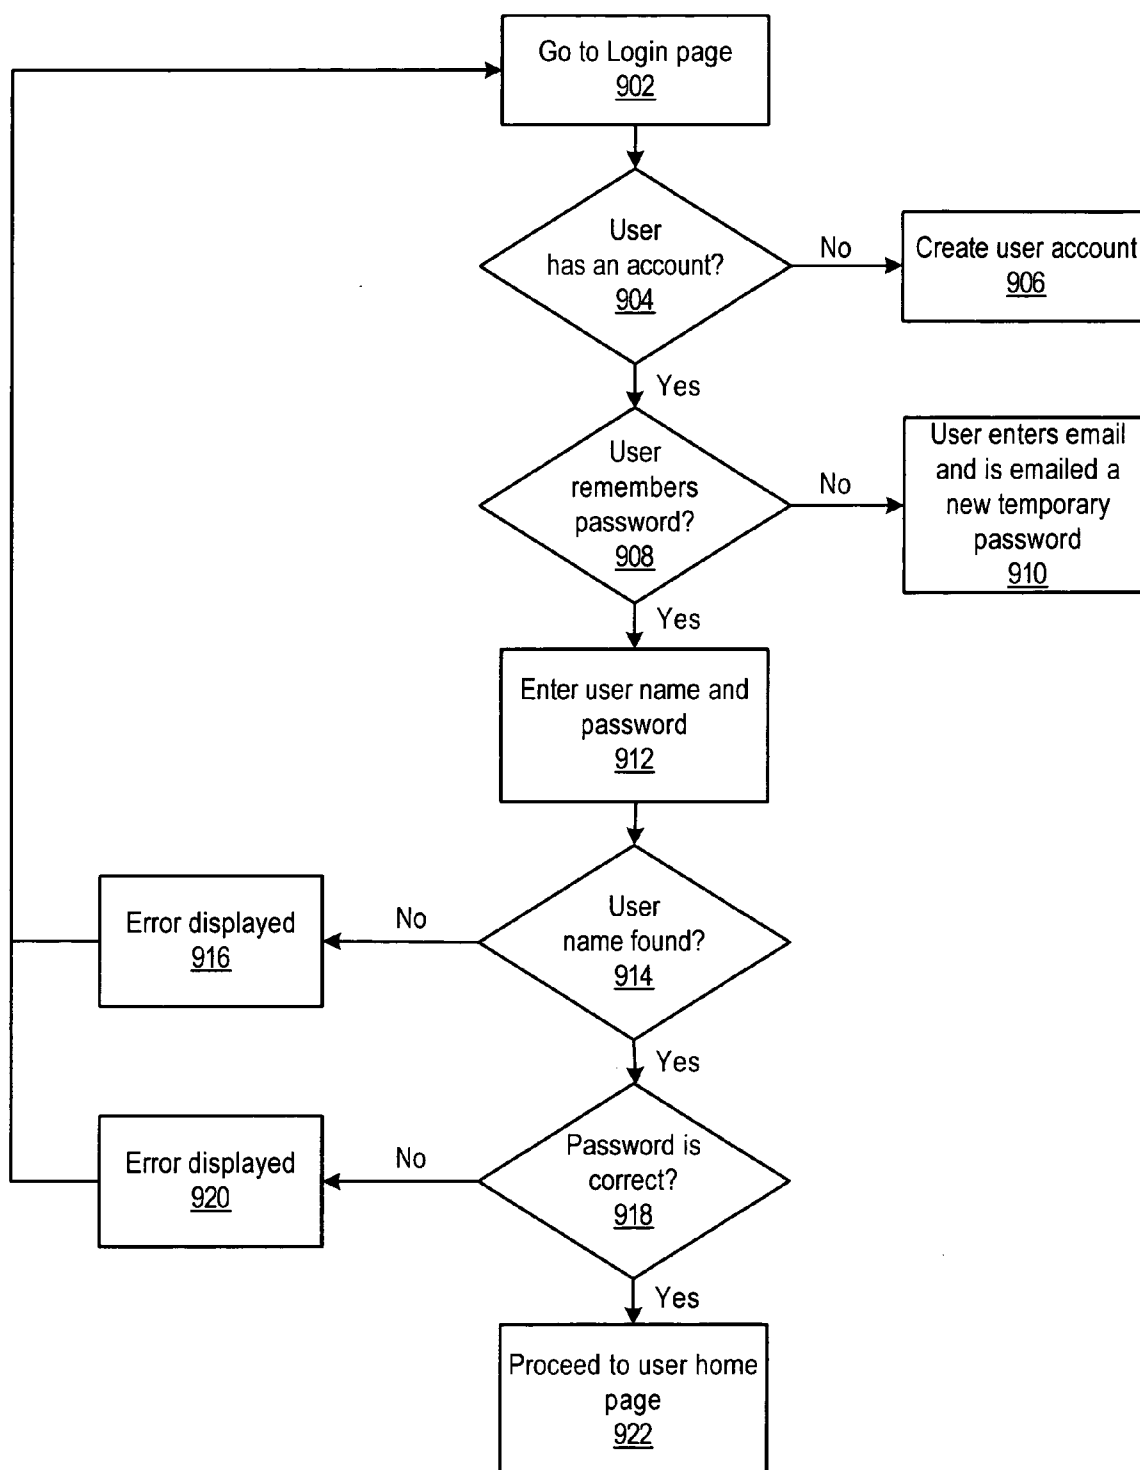 Go to Login page
902
User
has an account?
904
No
Create user account
906
Yes
User
remembers
password?
908
No
User enters email
and is emailed a
new temporary
password
910
Yes
Enter user name and
password
912
User
name found?
914
No
Error displayed
916
Yes
Password is
correct?
918
No
Error displayed
920
Yes
Proceed to user home
page
922